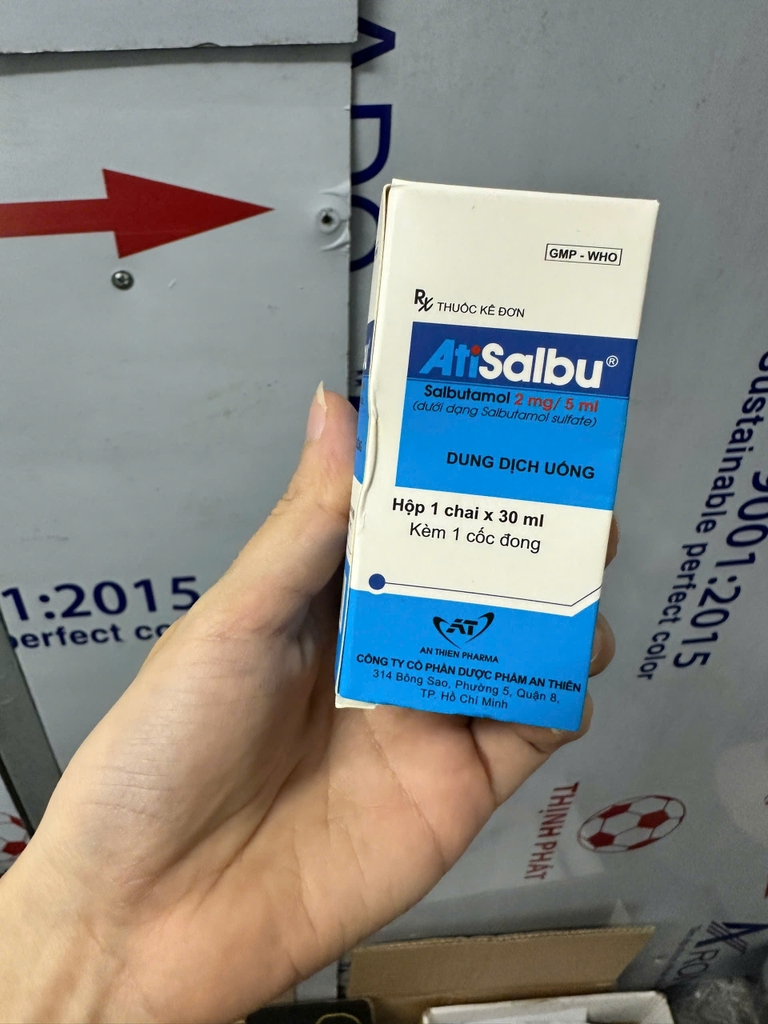 GMP - WHO
Rx THUỐC KÊ ĐƠN
AtiSalbu®
Salbutamol 2 mg/ 5 ml
(dưới dạng Salbutamol sulfate)
DUNG DỊCH UỐNG
Hộp 1 chai x 30 ml
Kèm 1 cốc đong
AT
AN THIEN PHARMA
CÔNG TY CỔ PHẦN DƯỢC PHẨM AN THIÊN
314 Bông Sao, Phường 5, Quận 8,
TP. Hồ Chí Minh
1:2015
perfect co
9001:2015
sustainable perfect color
THỊNH PHÁT